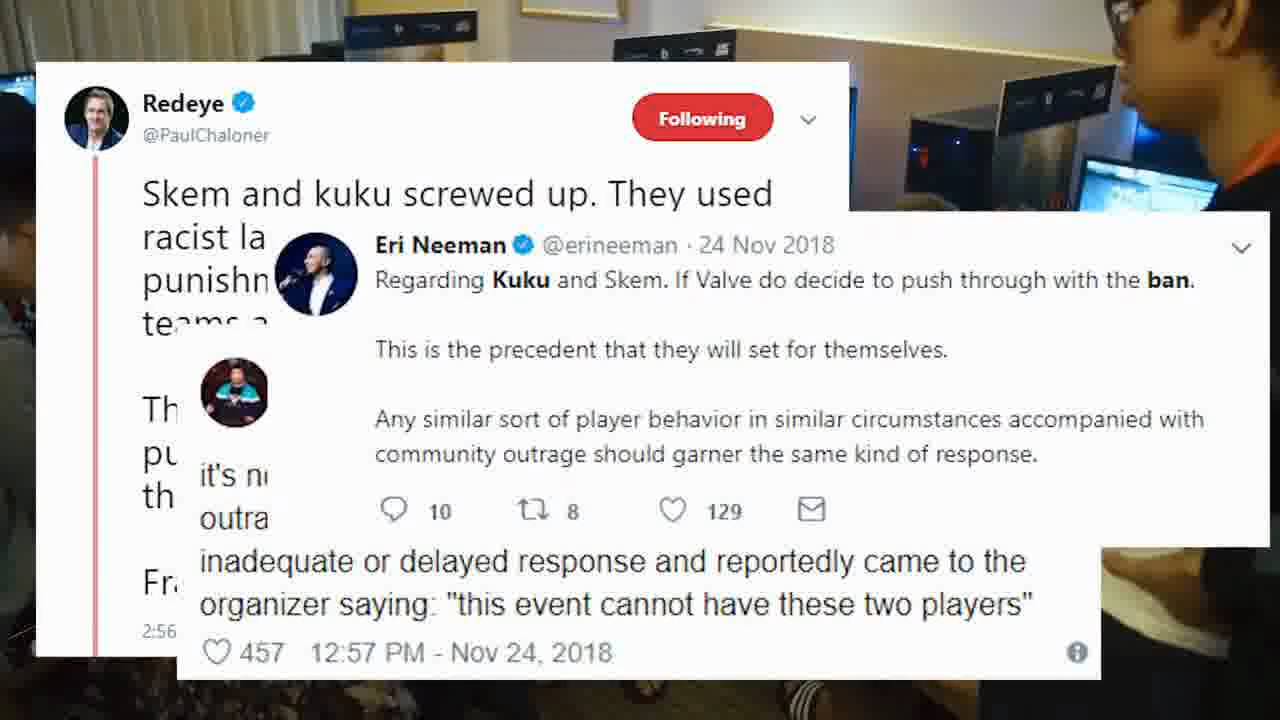 Redeye
@PaulChaloner
Following
Skem and kuku screwed up. They used
racist la
punishn
teams a
Th
pu
th
Fr
2:56
Eri Neeman @erineeman · 24 Nov 2018
Regarding Kuku and Skem. If Valve do decide to push through with the ban.
This is the precedent that they will set for themselves.
Any similar sort of player behavior in similar circumstances accompanied with
community outrage should garner the same kind of response.
10 8 129
it's n
outra
inadequate or delayed response and reportedly came to the
organizer saying: "this event cannot have these two players"
457 12:57 PM - Nov 24, 2018